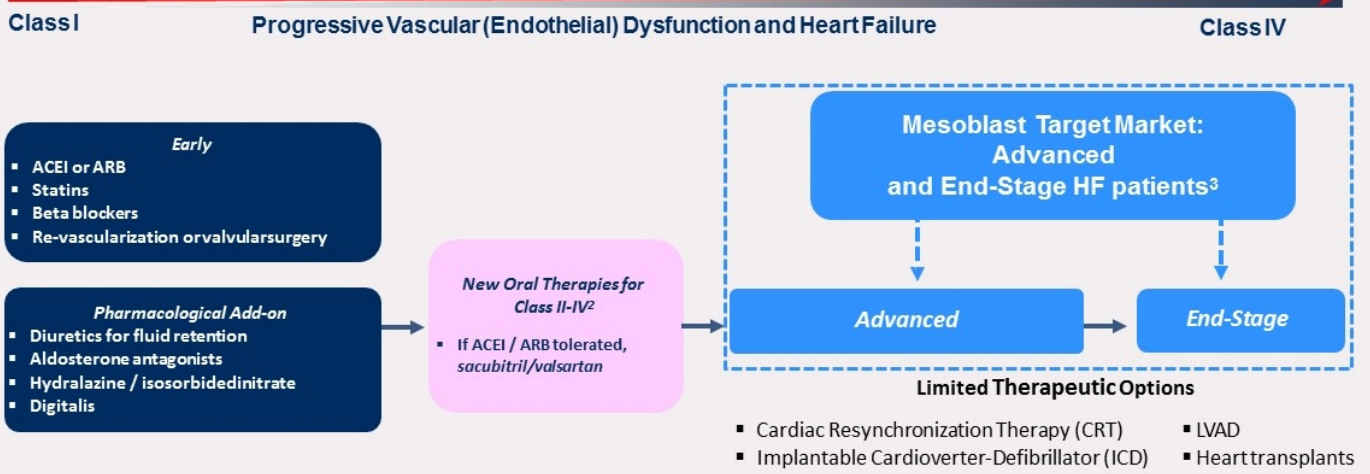 Class I
Progressive Vascular (Endothelial) Dysfunction and Heart Failure
Class IV
Early
▪ ACEI or ARB
▪ Statins
▪ Beta blockers
▪ Re-vascularization orvalvularsurgery
Pharmacological Add-on
▪ Diuretics for fluid retention
▪ Aldosterone antagonists
▪ Hydralazine / isosorbidedinitrate
▪ Digitalis
New Oral Therapies for
Class II-IV²
▪ If ACEI / ARB tolerated,
sacubitril/valsartan
Mesoblast Target Market:
Advanced
and End-Stage HF patients³
Advanced
End-Stage
Limited Therapeutic Options
▪ Cardiac Resynchronization Therapy (CRT)
▪ Implantable Cardioverter-Defibrillator (ICD)
▪ LVAD
▪ Heart transplants